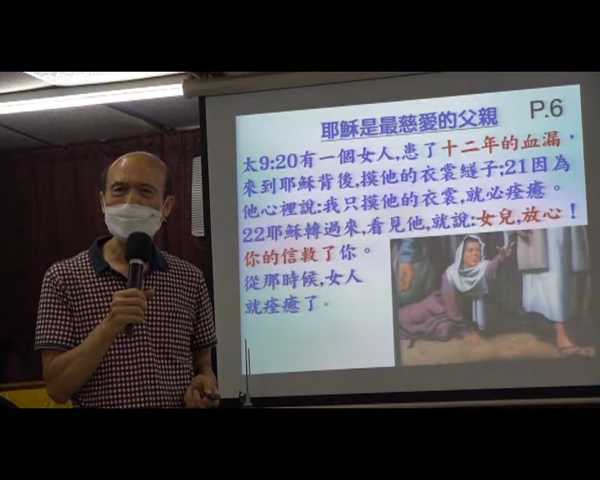 P.6
耶穌是最慈愛的父親
太9:20有一個女人,患了十二年的血漏,
來到耶穌背後,摸他的衣裳繸子;21因為
他心裡說:我只摸他的衣裳,就必痊癒。
22耶穌轉過來,看見他,就說:女兒,放心!
你的信救了你。
從那時候,女人
就痊癒了。